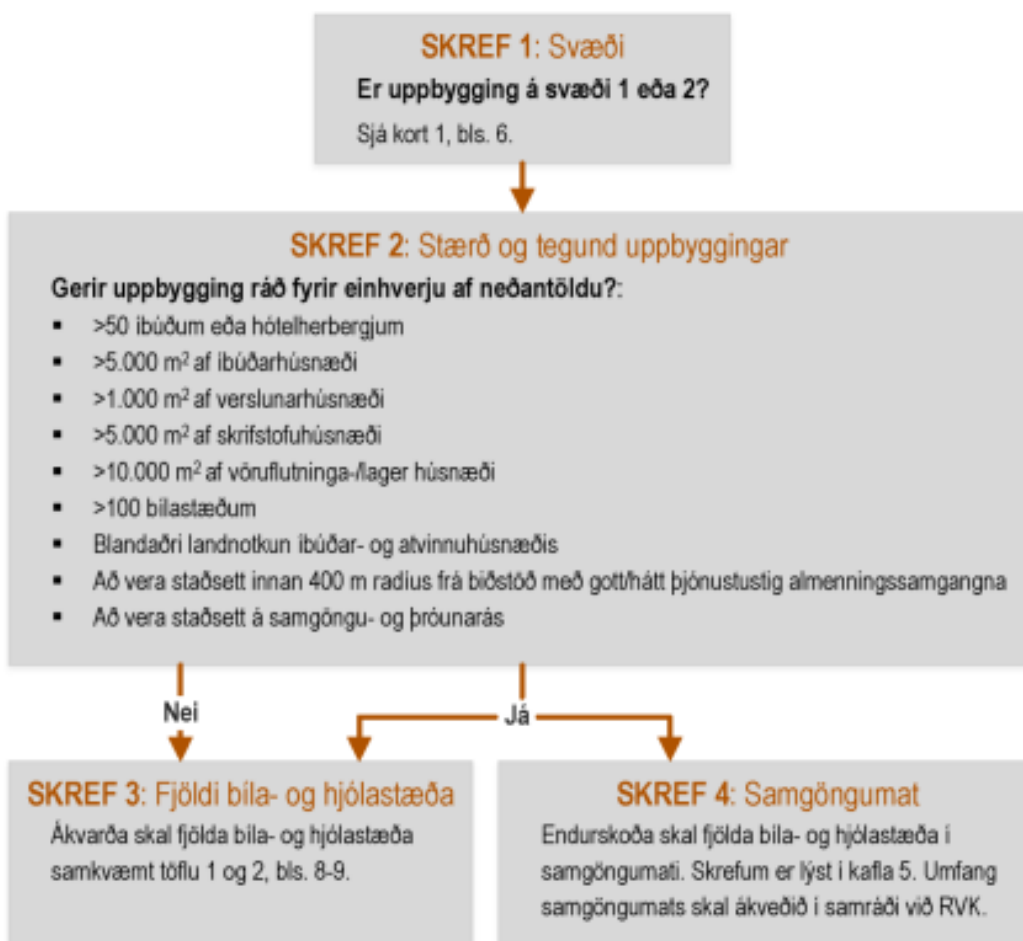 SKREF 1: Svæði
Er uppbygging á svæði 1 eða 2?
Sjá kort 1, bls. 6.
SKREF 2: Stærð og tegund uppbyggingar
Gerir uppbygging ráð fyrir einhverju af neðantöldu?:
▪ >50 íbúðum eða hótelherbergjum
▪ >5.000 m² af íbúðarhúsnæði
▪ >1.000 m² af verslunarhúsnæði
▪ >5.000 m² af skrifstofuhúsnæði
▪ >10.000 m² af vöruflutninga-/lager húsnæði
▪ >100 bílastæðum
▪ Blandaðri landnotkun íbúðar- og atvinnuhúsnæðis
▪ Að vera staðsett innan 400 m radíus frá biðstöð með gott/hátt þjónustustig almenningssamgangna
▪ Að vera staðsett á samgöngu- og þróunarás
Nei
Já
SKREF 3: Fjöldi bíla- og hjólastæða
Ákvarða skal fjölda bíla- og hjólastæða
samkvæmt töflu 1 og 2, bls. 8-9.
SKREF 4: Samgöngumat
Endurskoða skal fjölda bíla- og hjólastæða í
samgöngumati. Skrefum er lýst í kafla 5. Umfang
samgöngumats skal ákveðið í samráði við RVK.